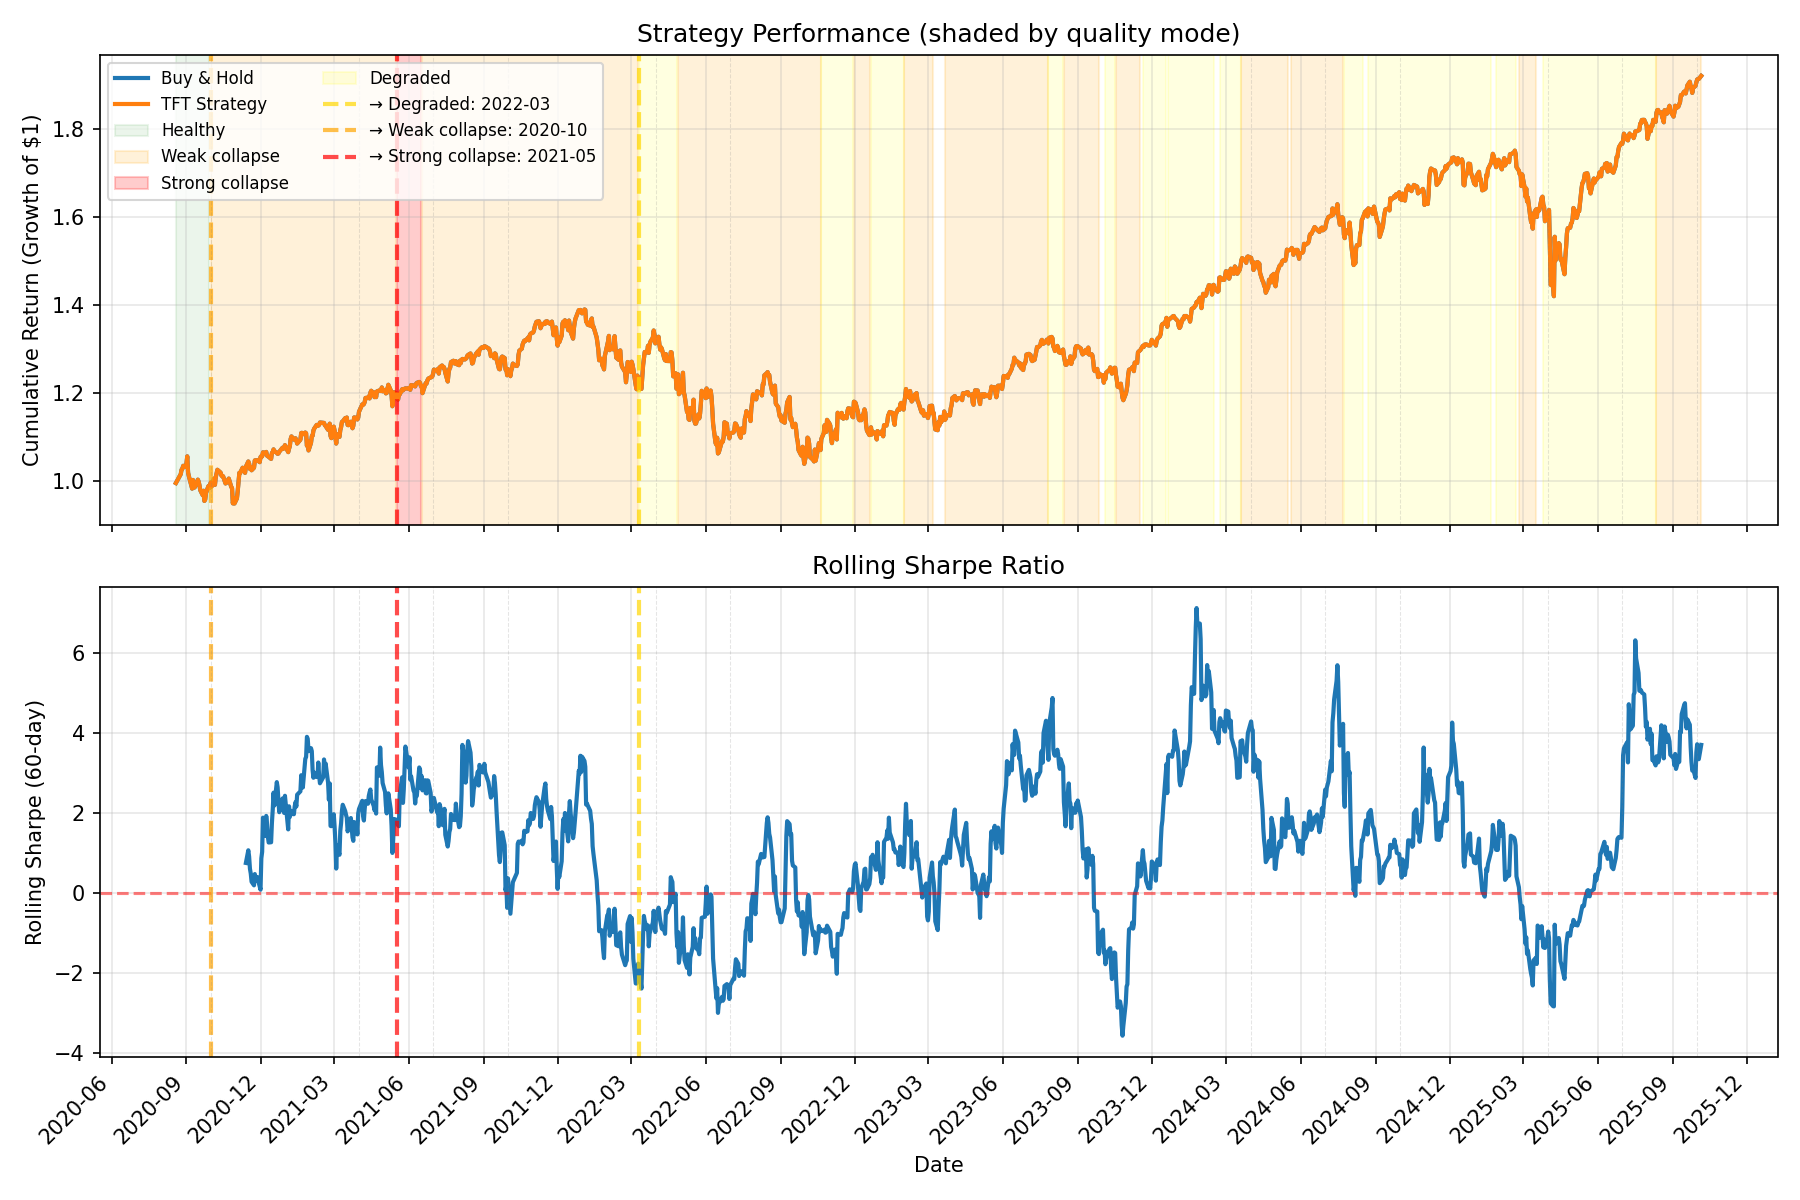 Strategy Performance (shaded by quality mode)
Cumulative Return (Growth of $1)
1.8
1.6
1.4
1.2
1.0
Buy & Hold
TFT Strategy
Healthy
Weak collapse
Strong collapse
Degraded
→ Degraded: 2022-03
→ Weak collapse: 2020-10
→ Strong collapse: 2021-05
Rolling Sharpe Ratio
Rolling Sharpe (60-day)
6
4
2
0
−2
−4
2020-06
2020-09
2020-12
2021-03
2021-06
2021-09
2021-12
2022-03
2022-06
2022-09
2022-12
2023-03
2023-06
2023-09
2023-12
2024-03
2024-06
2024-09
2024-12
2025-03
2025-06
2025-09
2025-12
Date